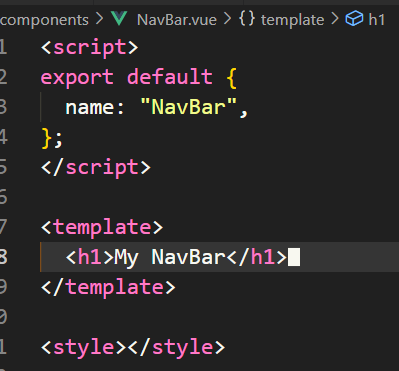 components > NavBar.vue > {} template > h1
1 <script>
2 export default {
3   name: "NavBar",
4 };
5 </script>
6
7 <template>
8   <h1>My NavBar</h1>
9 </template>
0
1 <style></style>